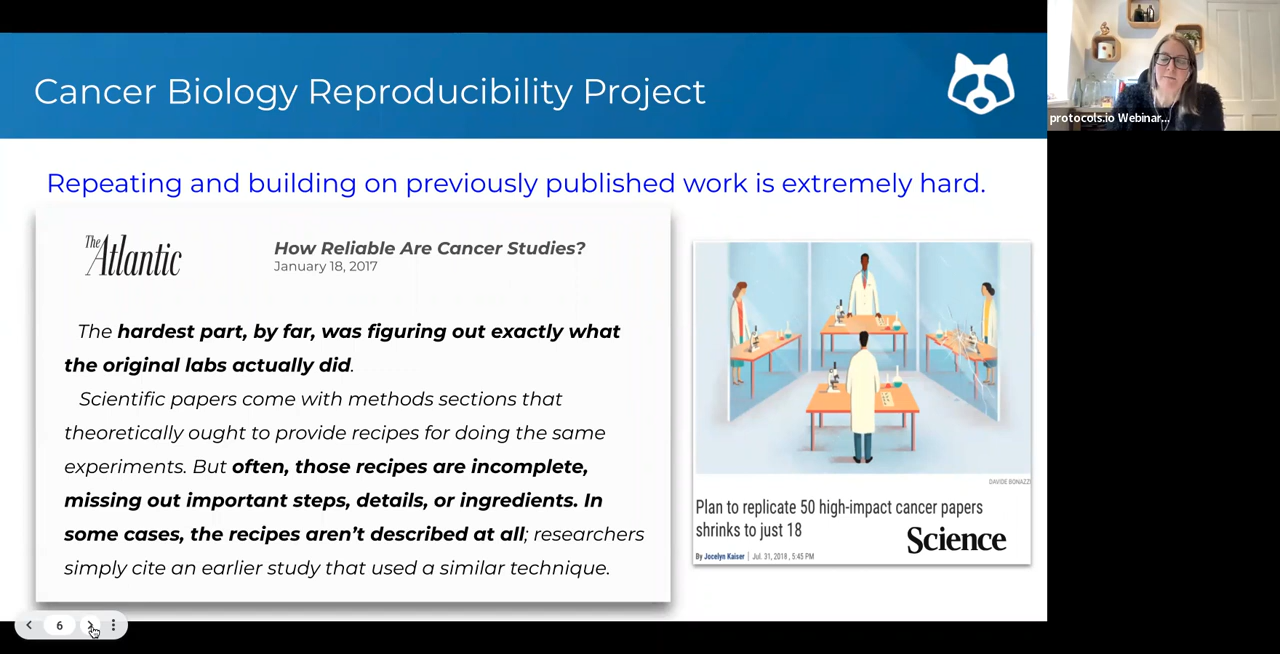 Cancer Biology Reproducibility Project
protocols.io Webinar...
Repeating and building on previously published work is extremely hard.
The Atlantic
How Reliable Are Cancer Studies?
January 18, 2017
The hardest part, by far, was figuring out exactly what
the original labs actually did.
Scientific papers come with methods sections that
theoretically ought to provide recipes for doing the same
experiments. But often, those recipes are incomplete,
missing out important steps, details, or ingredients. In
some cases, the recipes aren’t described at all; researchers
simply cite an earlier study that used a similar technique.
DAVIDE BONAZZI
Plan to replicate 50 high-impact cancer papers
shrinks to just 18
Science
By Jocelyn Kaiser | Jul. 31, 2018 , 5:45 PM
6